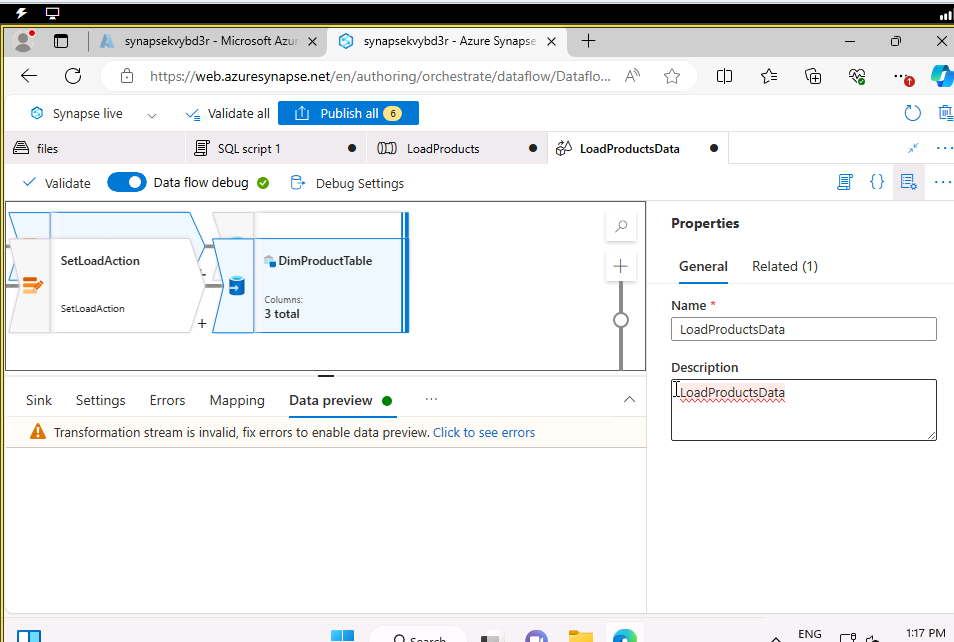 synapsekvybd3r - Microsoft Azur
synapsekvybd3r - Azure Synapse
https://web.azuresynapse.net/en/authoring/orchestrate/dataflow/Dataflo...
Synapse live
Validate all
Publish all 6
files
SQL script 1
LoadProducts
LoadProductsData
Validate
Data flow debug
Debug Settings
SetLoadAction
SetLoadAction
DimProductTable
Columns:
3 total
Sink
Settings
Errors
Mapping
Data preview
Transformation stream is invalid, fix errors to enable data preview. Click to see errors
Properties
General
Related (1)
Name *
LoadProductsData
Description
LoadProductsData
Search
ENG
1:17 PM